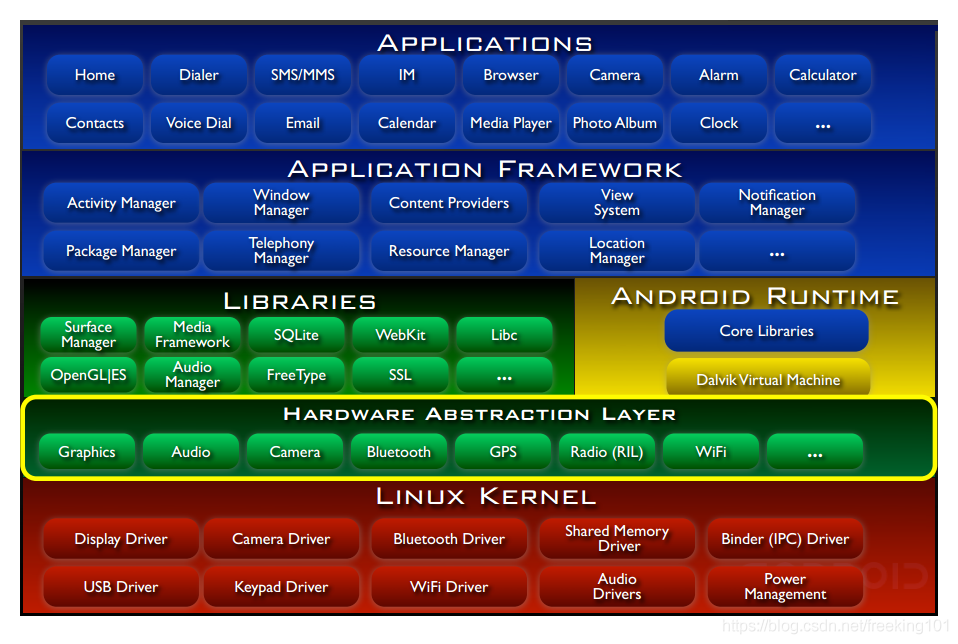 APPLICATIONS
Home Dialer SMS/MMS IM Browser Camera Alarm Calculator
Contacts Voice Dial Email Calendar Media Player Photo Album Clock ...
APPLICATION FRAMEWORK
Activity Manager Window Manager Content Providers View System Notification Manager
Package Manager Telephony Manager Resource Manager Location Manager ...
LIBRARIES
Surface Manager Media Framework SQLite WebKit Libc
OpenGL|ES Audio Manager FreeType SSL ...
ANDROID RUNTIME
Core Libraries
Dalvik Virtual Machine
HARDWARE ABSTRACTION LAYER
Graphics Audio Camera Bluetooth GPS Radio (RIL) WiFi ...
LINUX KERNEL
Display Driver Camera Driver Bluetooth Driver Shared Memory Driver Binder (IPC) Driver
USB Driver Keypad Driver WiFi Driver Audio Drivers Power Management
https://blog.csdn.net/freeking101